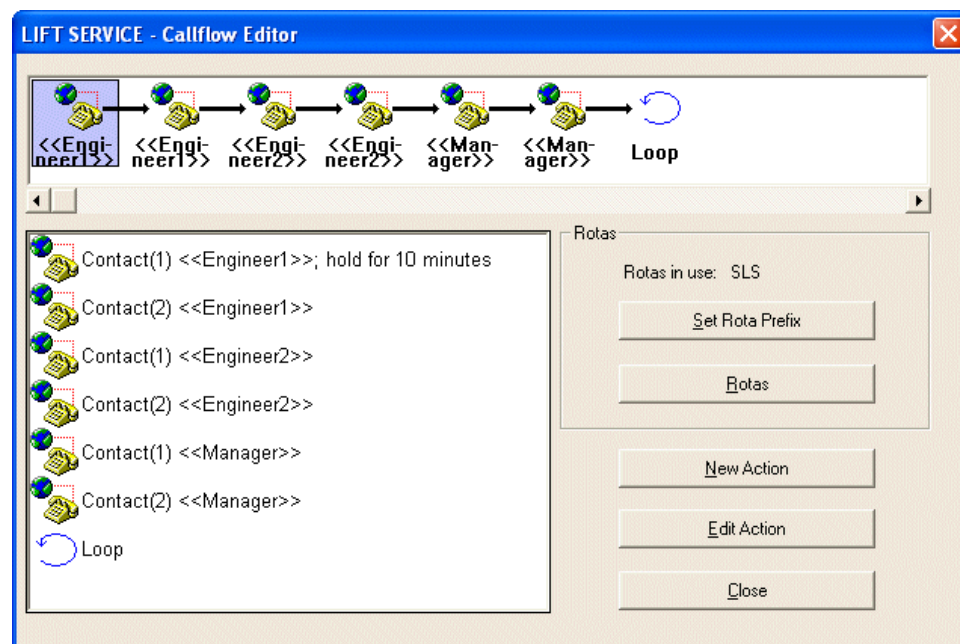 LIFT SERVICE - Callflow Editor
<<Engi-
neer1>>
<<Engi-
neer1>>
<<Engi-
neer2>>
<<Engi-
neer2>>
<<Man-
ager>>
<<Man-
ager>>
Loop
Contact(1) <<Engineer1>>; hold for 10 minutes
Contact(2) <<Engineer1>>
Contact(1) <<Engineer2>>
Contact(2) <<Engineer2>>
Contact(1) <<Manager>>
Contact(2) <<Manager>>
Loop
Rotas
Rotas in use: SLS
Set Rota Prefix
Rotas
New Action
Edit Action
Close